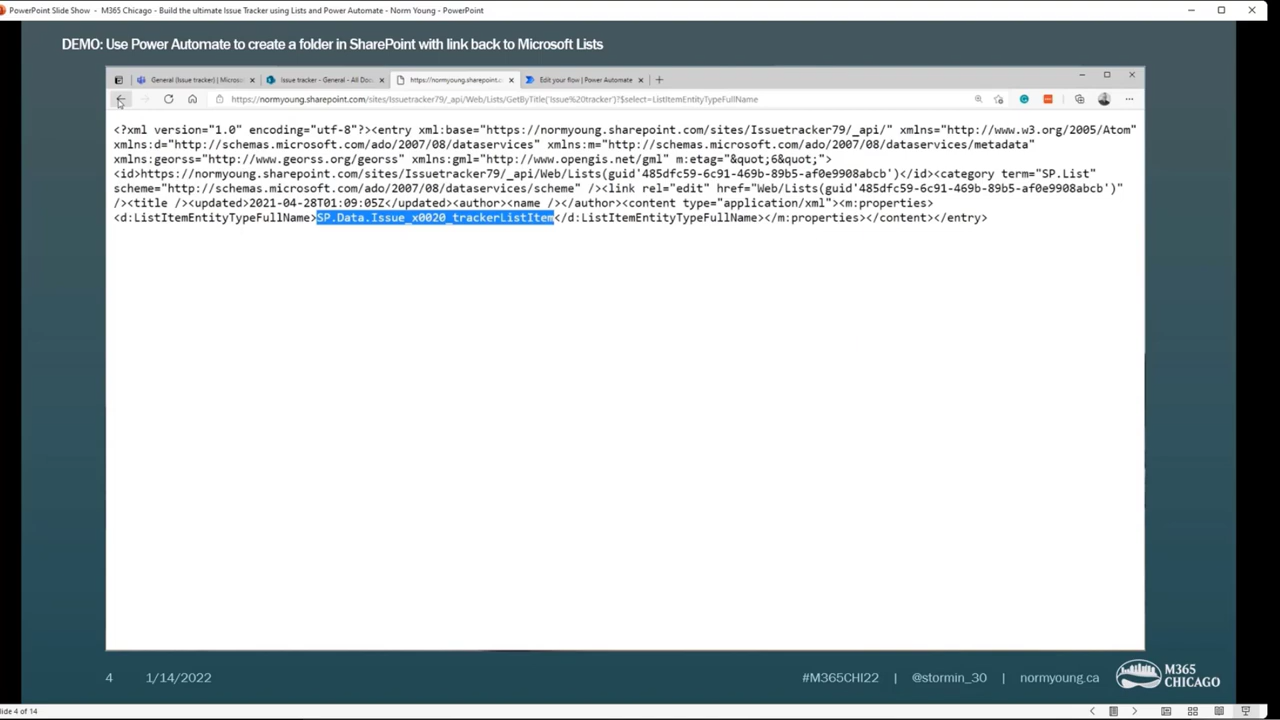 PowerPoint Slide Show - M365 Chicago - Build the ultimate Issue Tracker using Lists and Power Automate - Norm Young - PowerPoint
DEMO: Use Power Automate to create a folder in SharePoint with link back to Microsoft Lists
General (Issue tracker) | Micros
Issue tracker - General - All Doc
https://normyoung.sharepoint.c
Edit your flow | Power Automate
https://normyoung.sharepoint.com/sites/Issuetracker79/_api/Web/Lists/GetByTitle('Issue%20tracker')?$select=ListItemEntityTypeFullName
<?xml version="1.0" encoding="utf-8"?><entry xml:base="https://normyoung.sharepoint.com/sites/Issuetracker79/_api/" xmlns="http://www.w3.org/2005/Atom"
xmlns:d="http://schemas.microsoft.com/ado/2007/08/dataservices" xmlns:m="http://schemas.microsoft.com/ado/2007/08/dataservices/metadata"
xmlns:georss="http://www.georss.org/georss" xmlns:gml="http://www.opengis.net/gml" m:etag="&quot;6&quot;">
<id>https://normyoung.sharepoint.com/sites/Issuetracker79/_api/Web/Lists(guid'485dfc59-6c91-469b-89b5-af0e9908abcb')</id><category term="SP.List"
scheme="http://schemas.microsoft.com/ado/2007/08/dataservices/scheme" /><link rel="edit" href="Web/Lists(guid'485dfc59-6c91-469b-89b5-af0e9908abcb')"
/><title /><updated>2021-04-28T01:09:05Z</updated><author><name /></author><content type="application/xml"><m:properties>
<d:ListItemEntityTypeFullName>SP.Data.Issue_x0020_trackerListItem</d:ListItemEntityTypeFullName></m:properties></content></entry>
4
1/14/2022
#M365CHI22 | @stormin_30 | normyoung.ca
M365
CHICAGO
lide 4 of 14